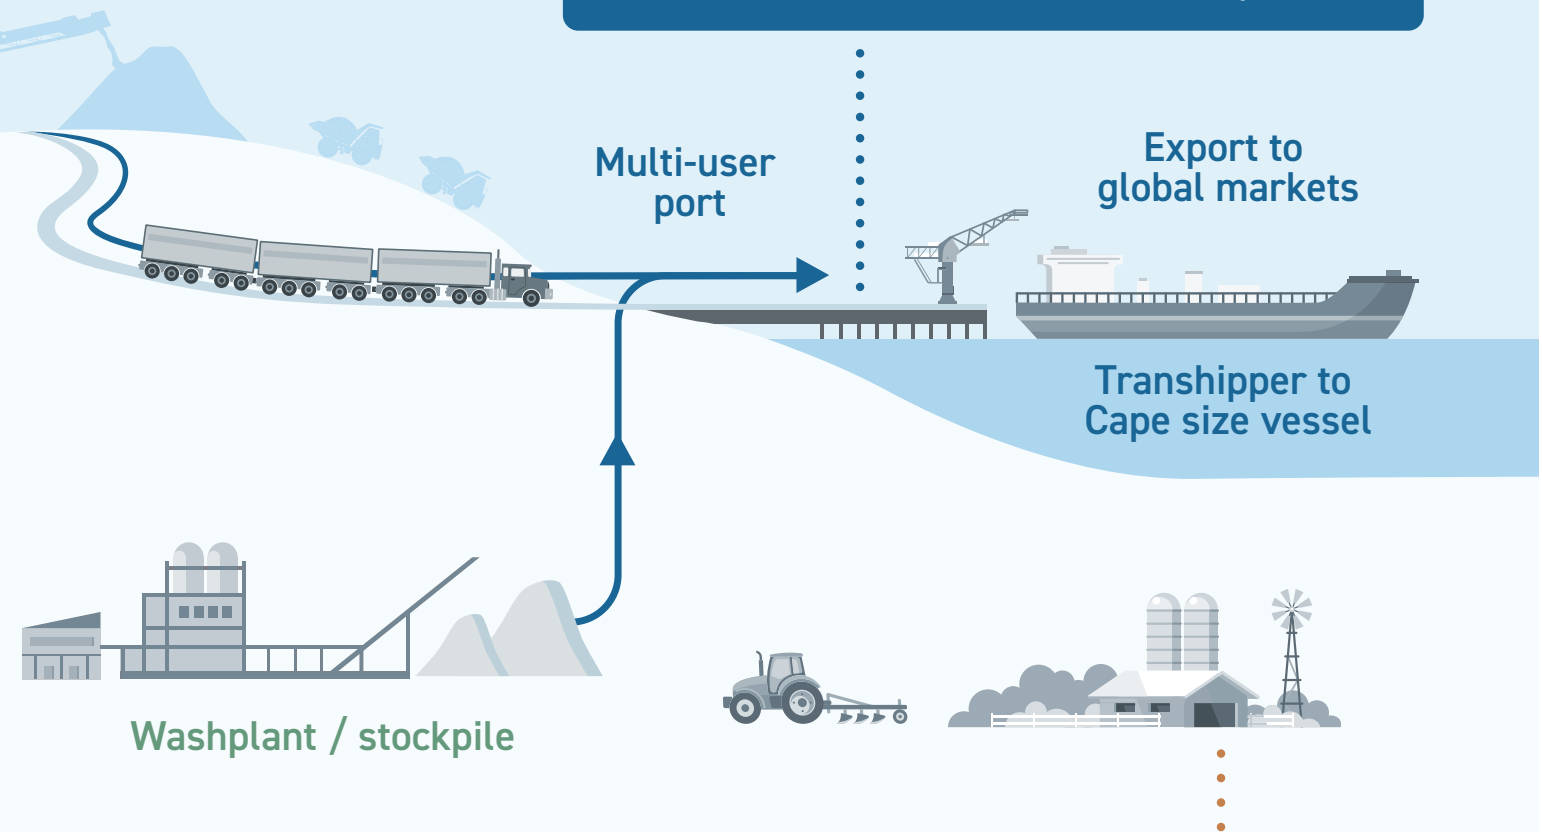 Multi-user
port
Export to
global markets
Transhipper to
Cape size vessel
Washplant / stockpile